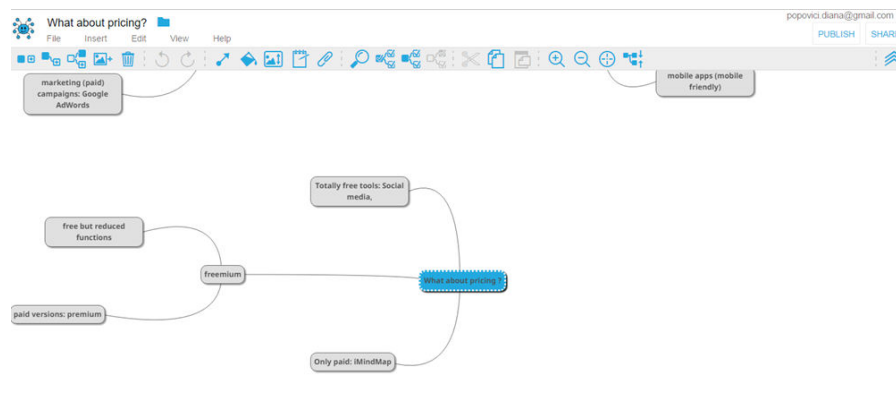 popovici.diana@gmail.com
What about pricing?
File Insert Edit View Help
PUBLISH SHARE
marketing (paid)
campaigns: Google
AdWords
mobile apps (mobile
friendly)
Totally free tools: Social
media,
free but reduced
functions
freemium
What about pricing ?
paid versions: premium
Only paid: iMindMap